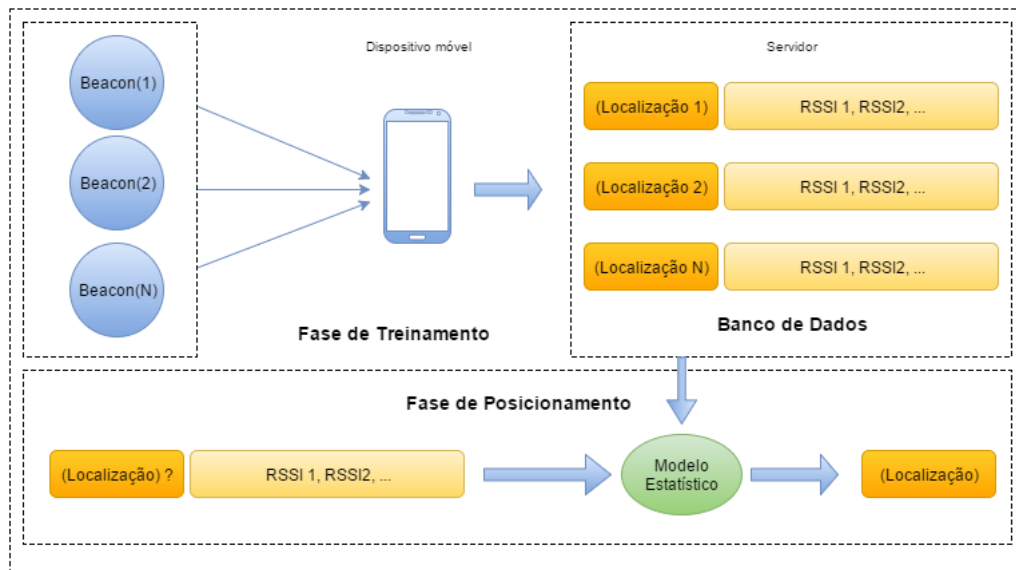 Dispositivo móvel
Servidor
Beacon(1)
Beacon(2)
Beacon(N)
(Localização 1)
RSSI 1, RSSI2, ...
(Localização 2)
RSSI 1, RSSI2, ...
(Localização N)
RSSI 1, RSSI2, ...
Fase de Treinamento
Banco de Dados
Fase de Posicionamento
(Localização) ?
RSSI 1, RSSI2, ...
Modelo
Estatístico
(Localização)